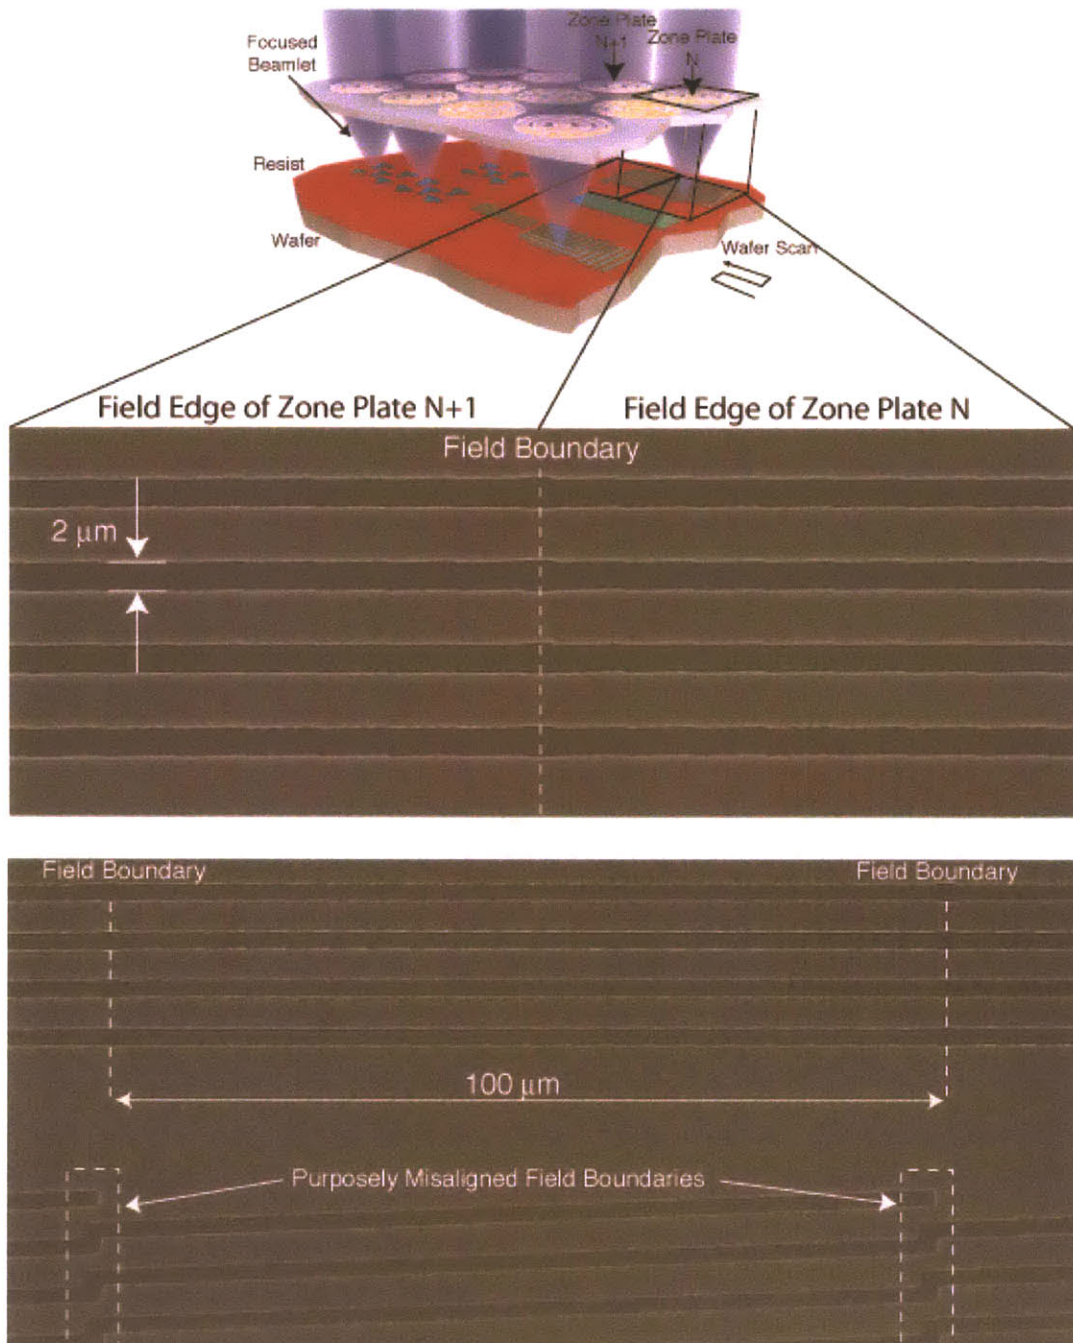 Zone Plate
N+1
Zone Plate
N
Focused
Beamlet
Resist
Wafer
Wafer Scan
Field Edge of Zone Plate N+1
Field Edge of Zone Plate N
Field Boundary
2 μm
Field Boundary
Field Boundary
100 μm
Purposely Misaligned Field Boundaries